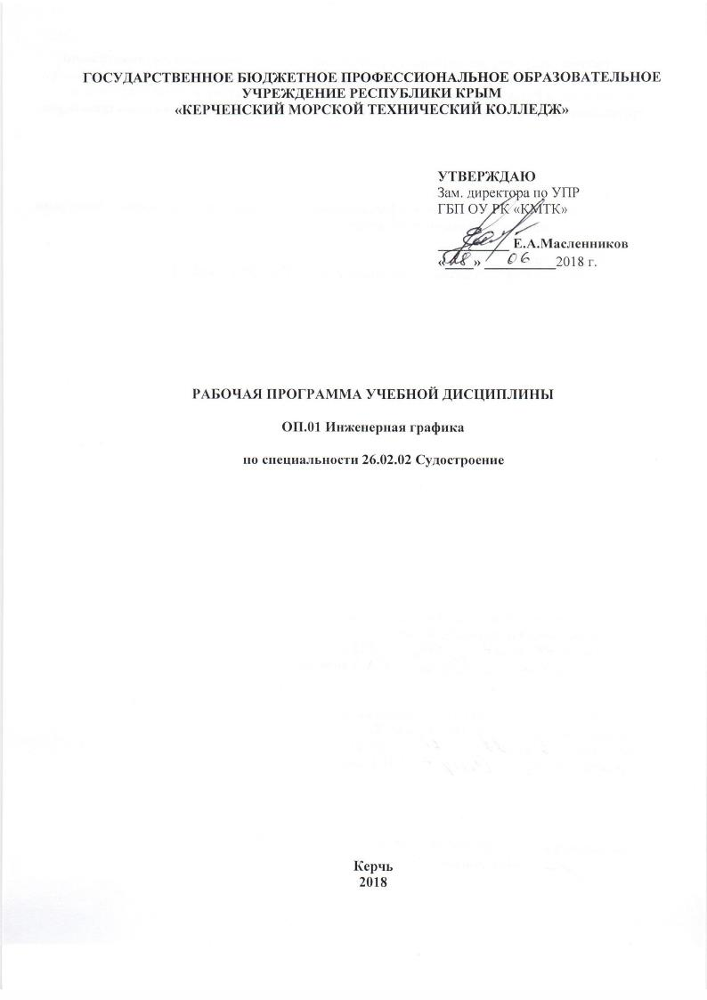 ГОСУДАРСТВЕННОЕ БЮДЖЕТНОЕ ПРОФЕССИОНАЛЬНОЕ ОБРАЗОВАТЕЛЬНОЕ
УЧРЕЖДЕНИЕ РЕСПУБЛИКИ КРЫМ
«КЕРЧЕНСКИЙ МОРСКОЙ ТЕХНИЧЕСКИЙ КОЛЛЕДЖ»
УТВЕРЖДАЮ
Зам. директора по УПР
ГБП ОУ РК «КМТК»
Е.А.Масленников
«28» 06 2018 г.
РАБОЧАЯ ПРОГРАММА УЧЕБНОЙ ДИСЦИПЛИНЫ
ОП.01 Инженерная графика
по специальности 26.02.02 Судостроение
Керчь
2018